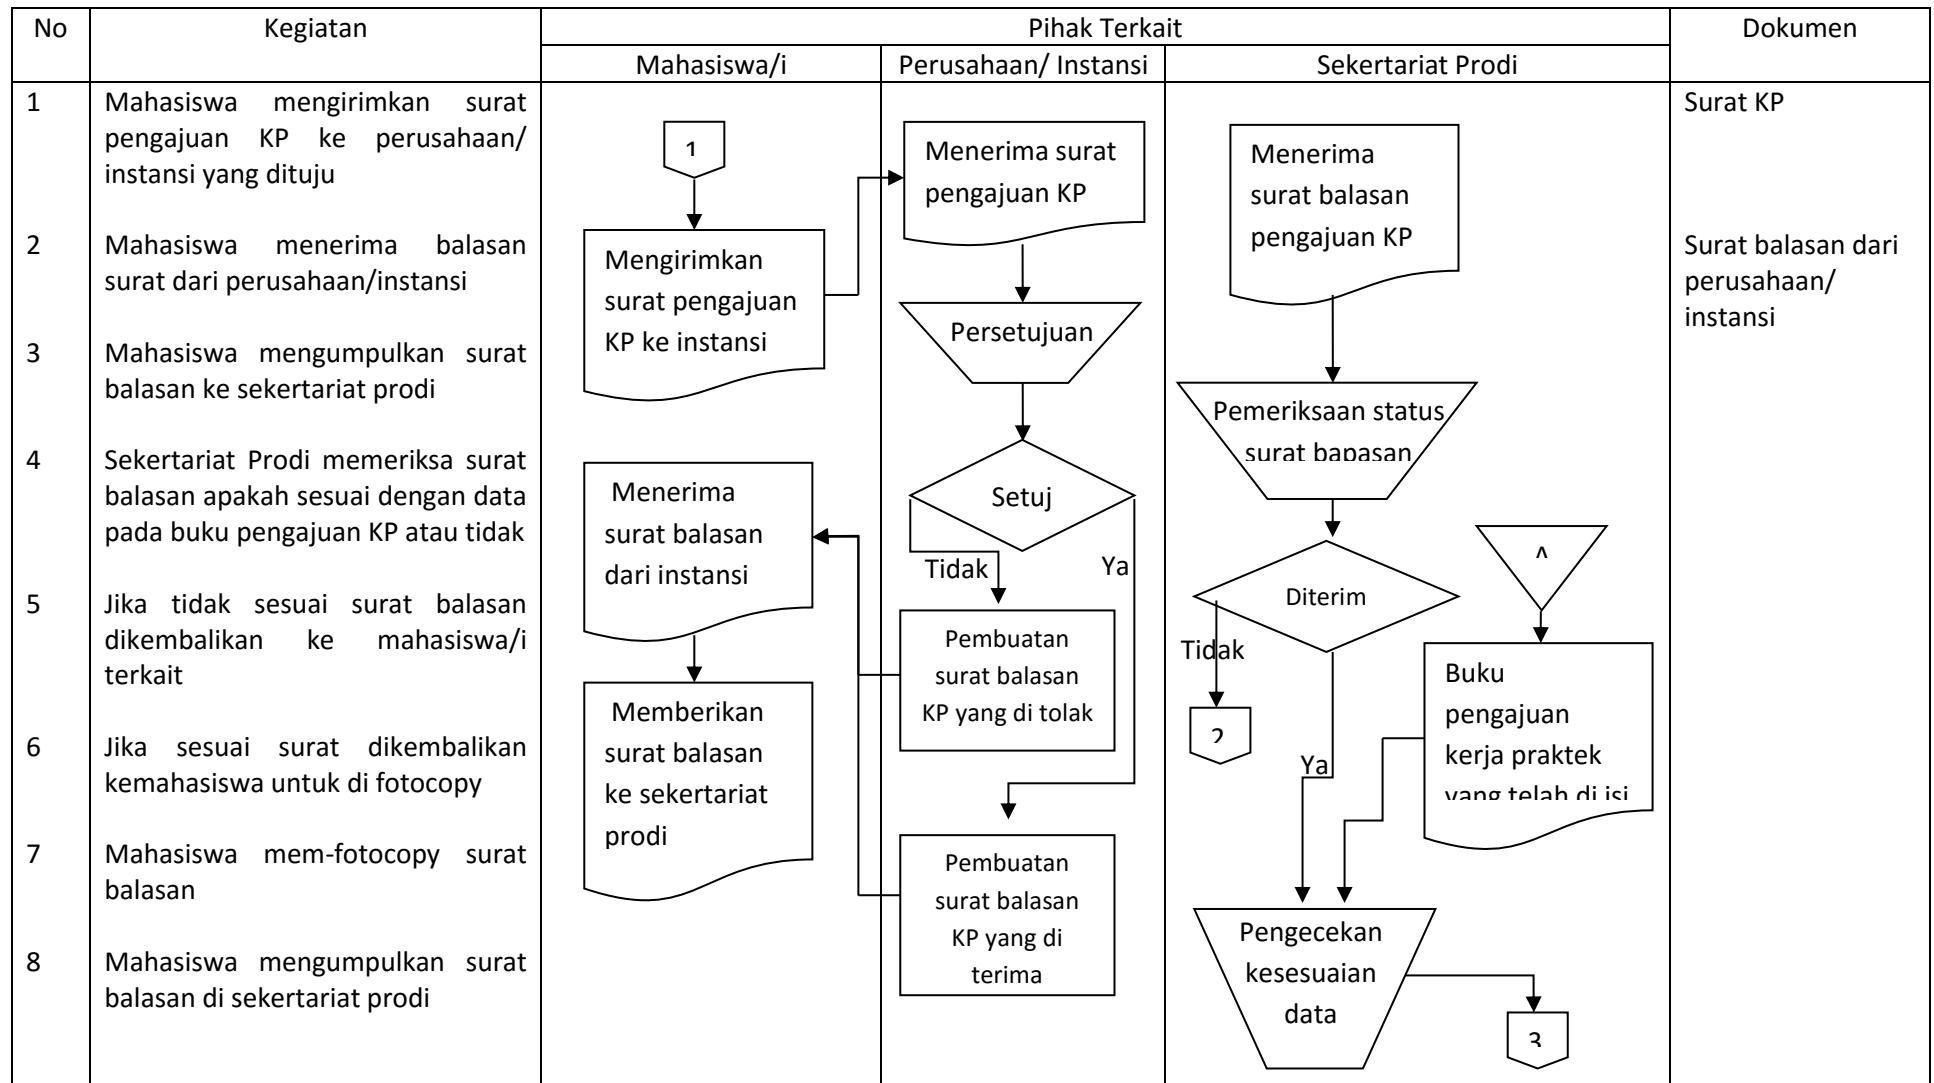 No
Kegiatan
Pihak Terkait
Dokumen
Mahasiswa/i
Perusahaan/ Instansi
Sekertariat Prodi
1
Mahasiswa mengirimkan surat
pengajuan KP ke perusahaan/
instansi yang dituju
2
Mahasiswa menerima balasan
surat dari perusahaan/instansi
3
Mahasiswa mengumpulkan surat
balasan ke sekertariat prodi
4
Sekertariat Prodi memeriksa surat
balasan apakah sesuai dengan data
pada buku pengajuan KP atau tidak
5
Jika tidak sesuai surat balasan
dikembalikan ke mahasiswa/i
terkait
6
Jika sesuai surat dikembalikan
kemahasiswa untuk di fotocopy
7
Mahasiswa mem-fotocopy surat
balasan
8
Mahasiswa mengumpulkan surat
balasan di sekertariat prodi
1
Mengirimkan
surat pengajuan
KP ke instansi
Menerima
surat balasan
dari instansi
Memberikan
surat balasan
ke sekertariat
prodi
Menerima surat
pengajuan KP
Persetujuan
Setuj
Tidak
Ya
Pembuatan
surat balasan
KP yang di tolak
Pembuatan
surat balasan
KP yang di
terima
Menerima
surat balasan
pengajuan KP
Pemeriksaan status
surat bapasan
Diterim
Tidak
2
Ya
Buku
pengajuan
kerja praktek
yang telah di isi
Pengecekan
kesesuaian
data
3
Surat KP
Surat balasan dari
perusahaan/
instansi